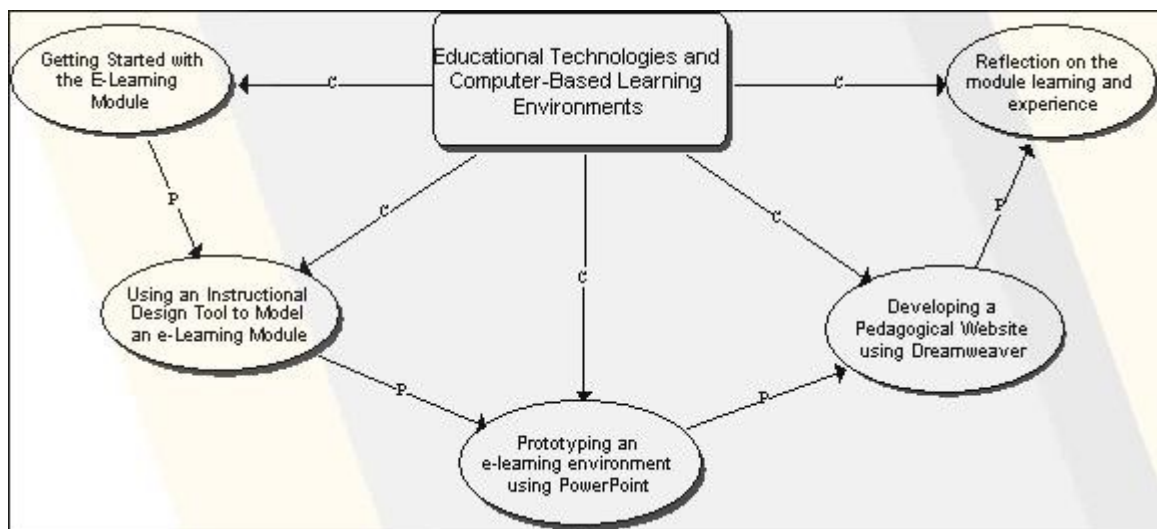 Educational Technologies and
Computer-Based Learning
Environments
Getting Started with
the E-Learning
Module
Reflection on the
module learning and
experience
C
C
P
C
C
C
P
Using an Instructional
Design Tool to Model
an e-Learning Module
Developing a
Pedagogical Website
using Dreamweaver
P
P
Prototyping an
e-learning environment
using PowerPoint